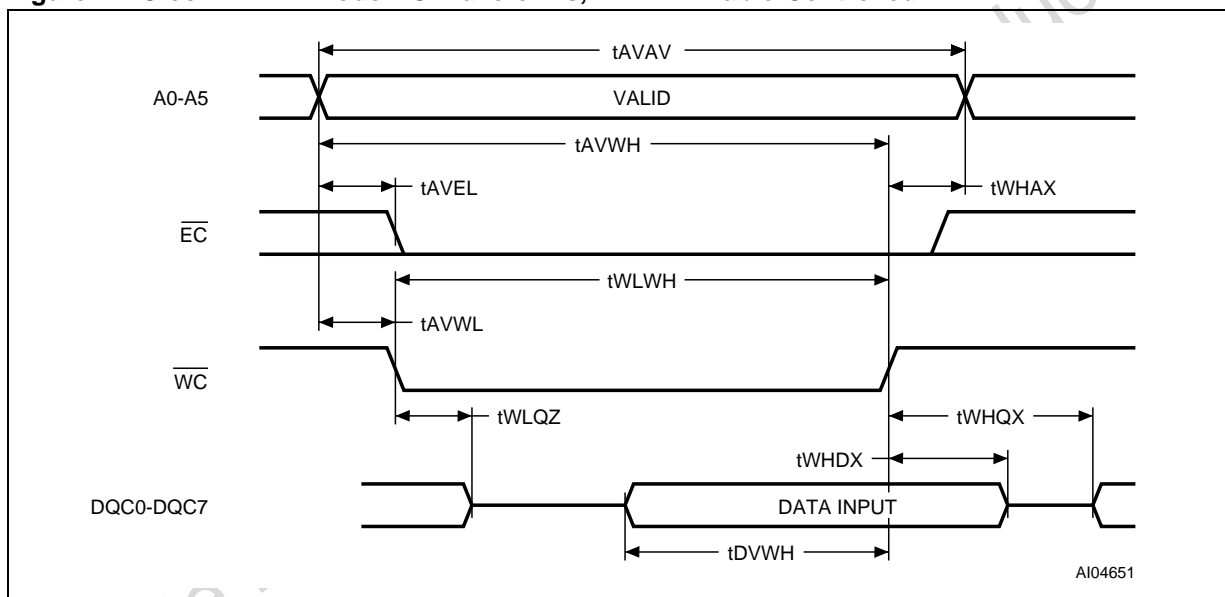 tAVAV
A0-A5
VALID
tAVWH
tAVEL
tWHAX
EC
tWLWH
tAVWL
WC
tWLQZ
tWHQX
tWHDX
DQC0-DQC7
DATA INPUT
tDVWH
AI04651